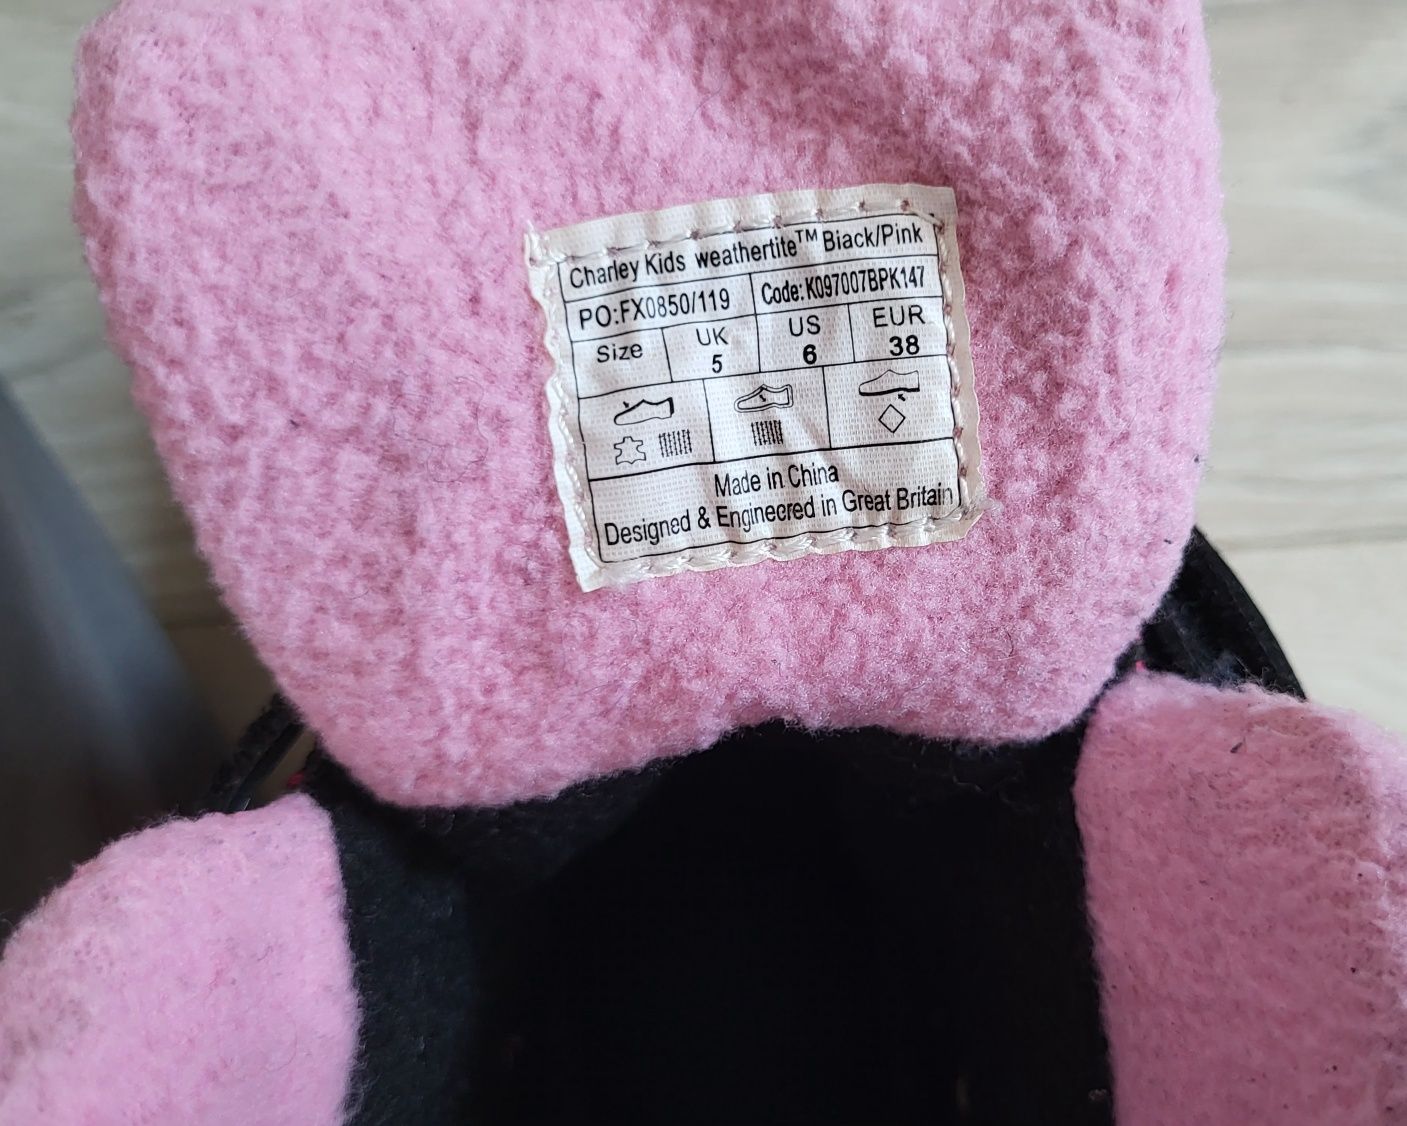 Charley Kids weathertite™ Biack/Pink
PO:FX0850/119 Code:K097007BPK147
Size UK 5 US 6 EUR 38
Made in China
Designed & Engineered in Great Britain